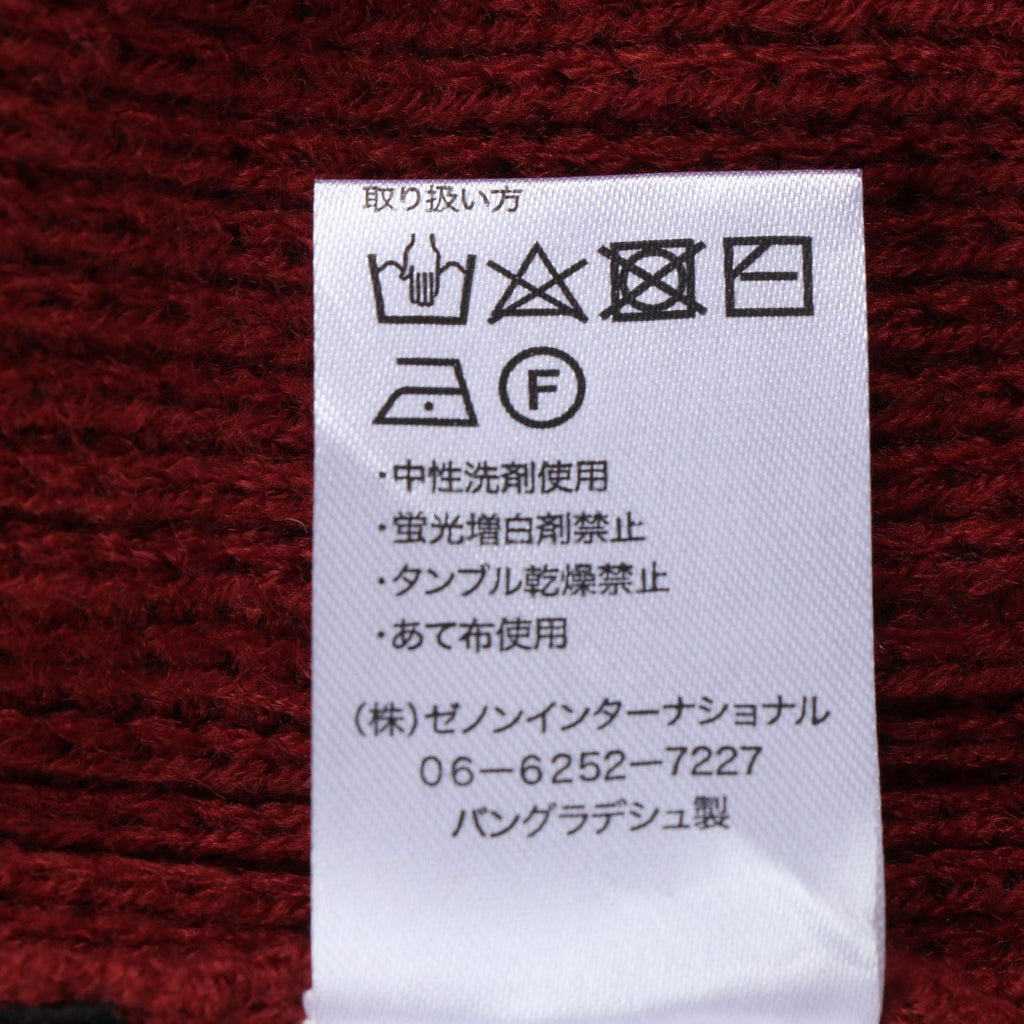 取り扱い方
F
・中性洗剤使用
・蛍光増白剤禁止
・タンブル乾燥禁止
・あて布使用
(株)ゼノンインターナショナル
06−6252−7227
バングラデシュ製